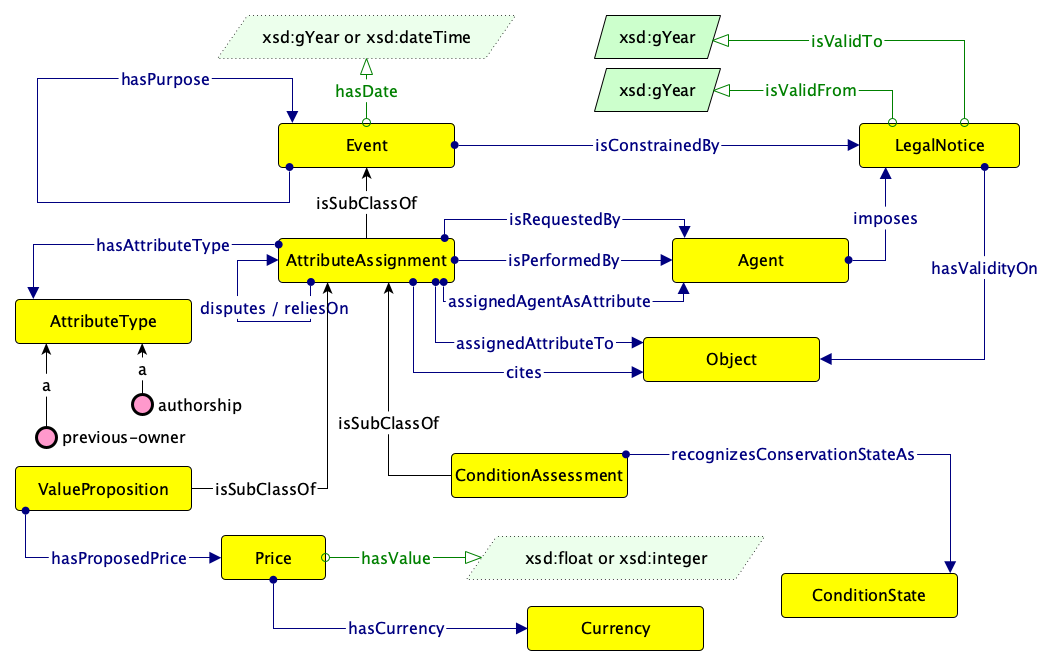 xsd:gYear or xsd:dateTime
xsd:gYear
isValidTo
hasPurpose
hasDate
xsd:gYear
isValidFrom
Event
isConstrainedBy
LegalNotice
isSubClassOf
isRequestedBy
imposes
hasAttributeType
AttributeAssignment
isPerformedBy
Agent
hasValidityOn
disputes / reliesOn
assignedAgentAsAttribute
AttributeType
assignedAttributeTo
Object
a
a
cites
authorship
previous-owner
isSubClassOf
recognizesConservationStateAs
ValueProposition
isSubClassOf
ConditionAssessment
hasProposedPrice
Price
hasValue
xsd:float or xsd:integer
ConditionState
hasCurrency
Currency